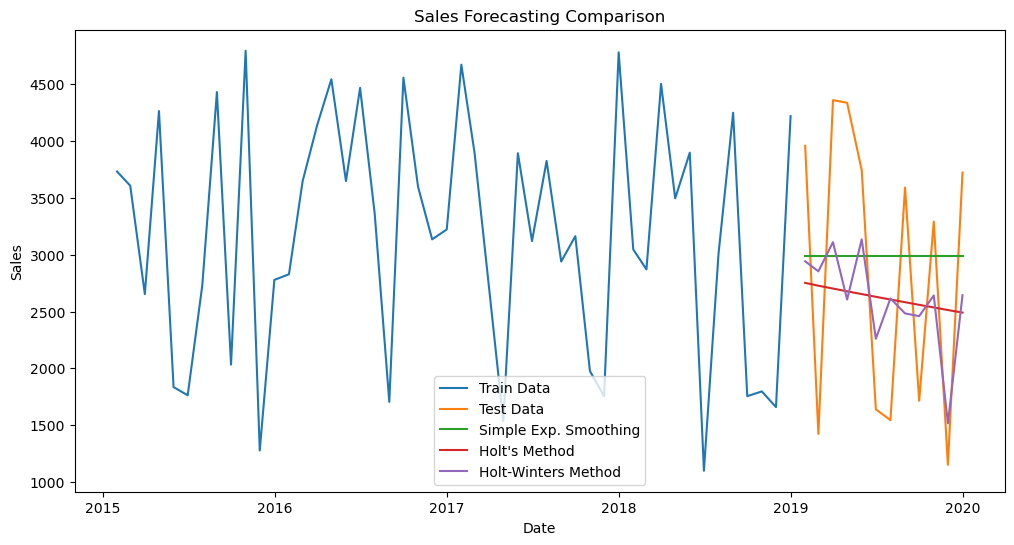 Sales Forecasting Comparison
Sales
4500
4000
3500
3000
2500
2000
1500
1000
Train Data
Test Data
Simple Exp. Smoothing
Holt's Method
Holt-Winters Method
2015 2016 2017 2018 2019 2020
Date